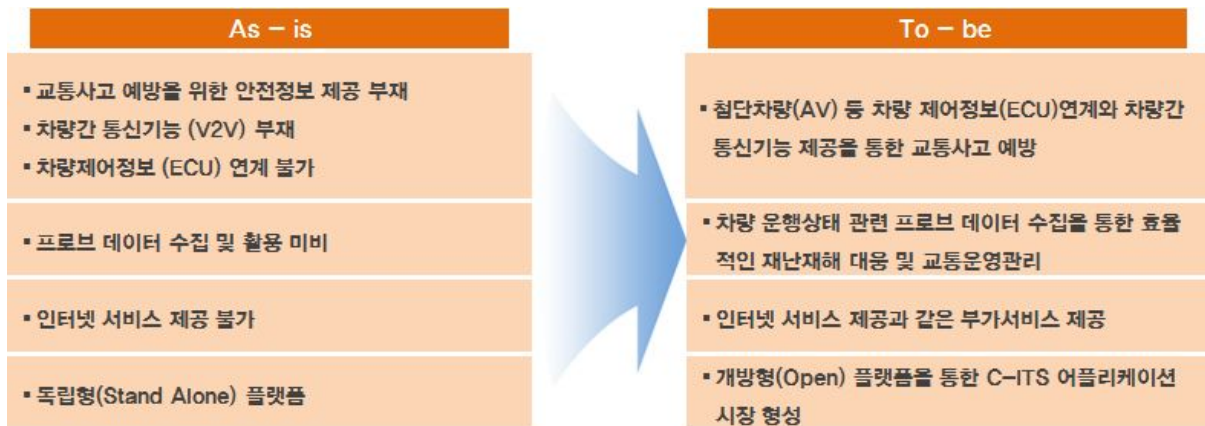 As – is
▪ 교통사고 예방을 위한 안전정보 제공 부재
▪ 차량간 통신기능 (V2V) 부재
▪ 차량제어정보 (ECU) 연계 불가
▪ 프로브 데이터 수집 및 활용 미비
▪ 인터넷 서비스 제공 불가
▪ 독립형(Stand Alone) 플랫폼
To – be
▪ 첨단차량(AV) 등 차량 제어정보(ECU)연계와 차량간
통신기능 제공을 통한 교통사고 예방
▪ 차량 운행상태 관련 프로브 데이터 수집을 통한 효율
적인 재난재해 대응 및 교통운영관리
▪ 인터넷 서비스 제공과 같은 부가서비스 제공
▪ 개방형(Open) 플랫폼을 통한 C-ITS 어플리케이션
시장 형성